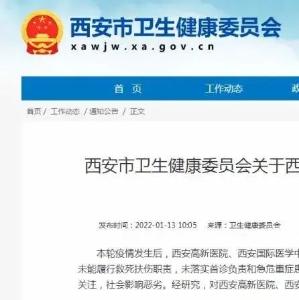 西安市卫生健康委员会
xawjw.xa.gov.cn
首页 工作动态 政
首页 / 工作动态 / 通知公告 / 正文
西安市卫生健康委员会关于西
发布时间：2022-01-13 10:05 来源：卫生健康委员会
本轮疫情发生后，西安高新医院、西安国际医学中
未能履行救死扶伤职责，未落实首诊负责和急危重症患
关注，社会影响恶劣。经研究，对西安高新医院、西安